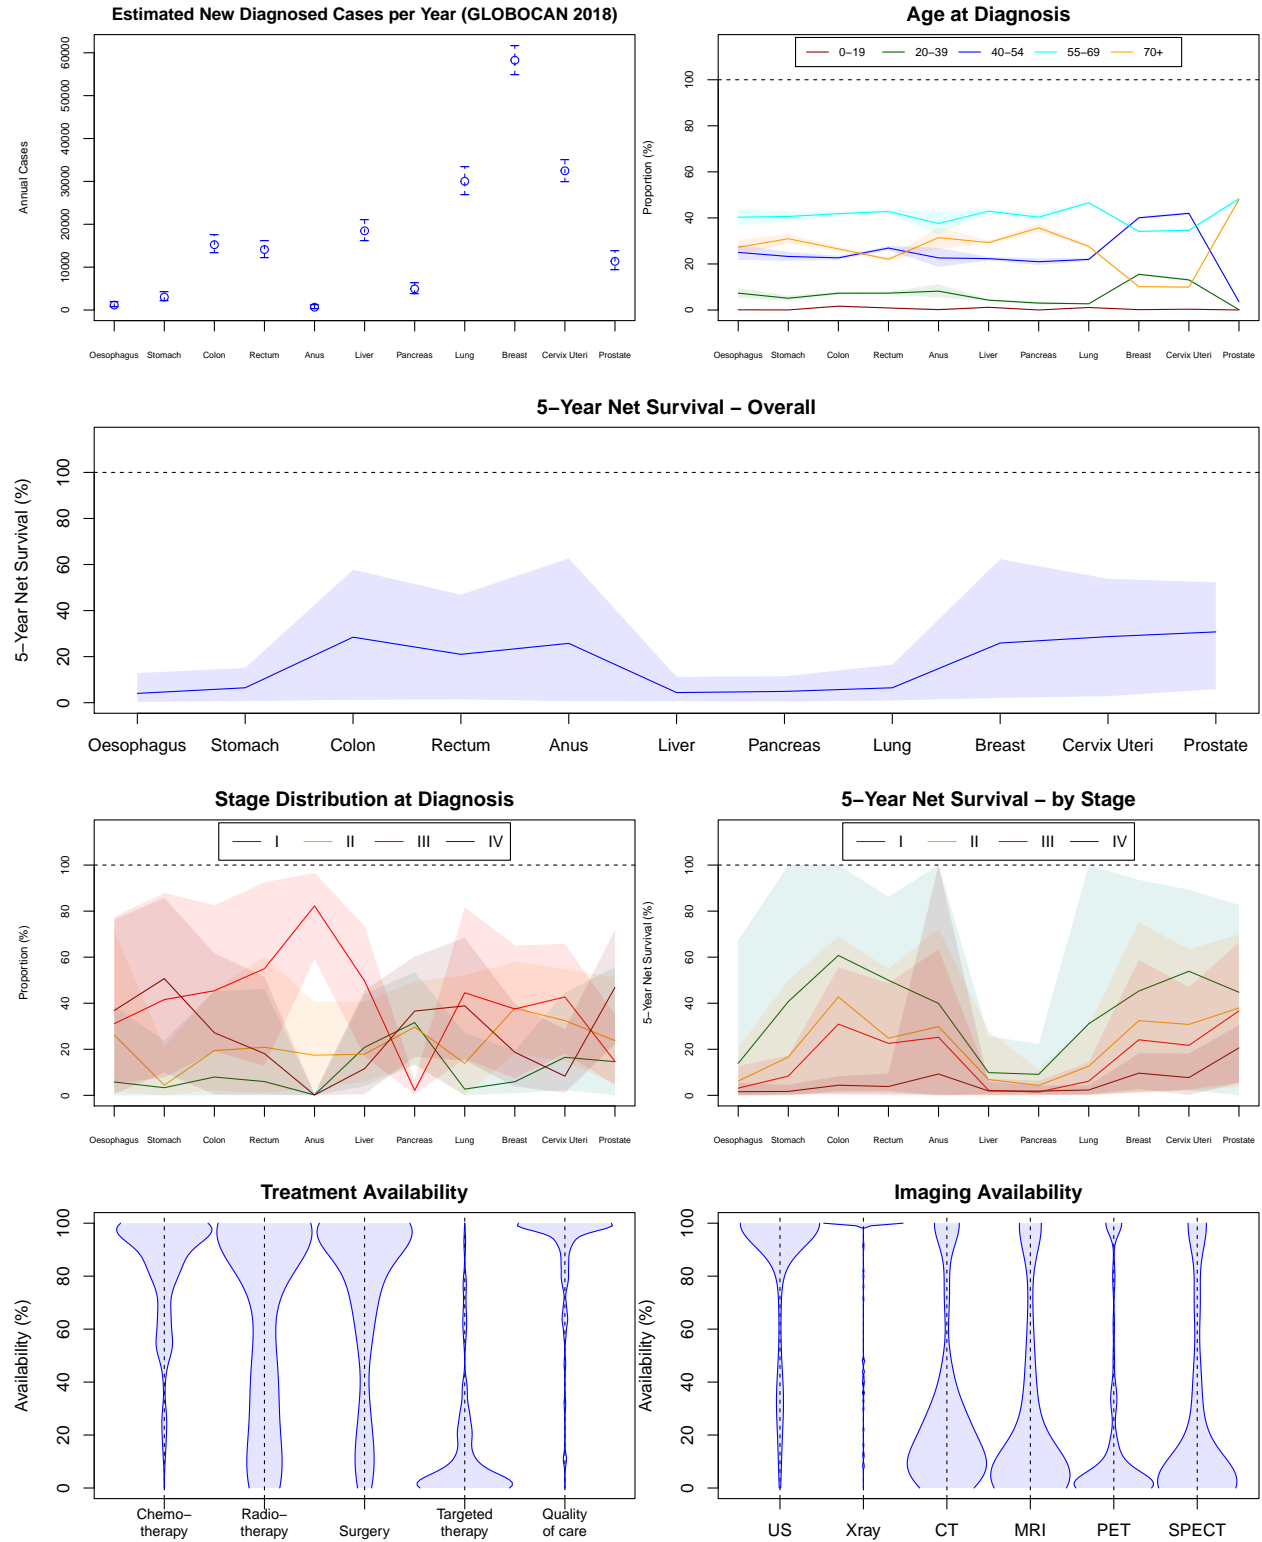 Estimated New Diagnosed Cases per Year (GLOBOCAN 2018)
Annual Cases
60000
50000
40000
30000
20000
10000
0
Oesophagus Stomach Colon Rectum Anus Liver Pancreas Lung Breast Cervix Uteri Prostate
Age at Diagnosis
0–19 20–39 40–54 55–69 70+
Proportion (%)
100
80
60
40
20
0
Oesophagus Stomach Colon Rectum Anus Liver Pancreas Lung Breast Cervix Uteri Prostate
5–Year Net Survival – Overall
5–Year Net Survival (%)
100
80
60
40
20
0
Oesophagus Stomach Colon Rectum Anus Liver Pancreas Lung Breast Cervix Uteri Prostate
Stage Distribution at Diagnosis
I II III IV
Proportion (%)
100
80
60
40
20
0
Oesophagus Stomach Colon Rectum Anus Liver Pancreas Lung Breast Cervix Uteri Prostate
5–Year Net Survival – by Stage
I II III IV
5–Year Net Survival (%)
100
80
60
40
20
0
Oesophagus Stomach Colon Rectum Anus Liver Pancreas Lung Breast Cervix Uteri Prostate
Treatment Availability
Availability (%)
100
80
60
40
20
0
Chemo–
therapy
Radio–
therapy
Surgery
Targeted
therapy
Quality
of care
Imaging Availability
Availability (%)
100
80
60
40
20
0
US Xray CT MRI PET SPECT